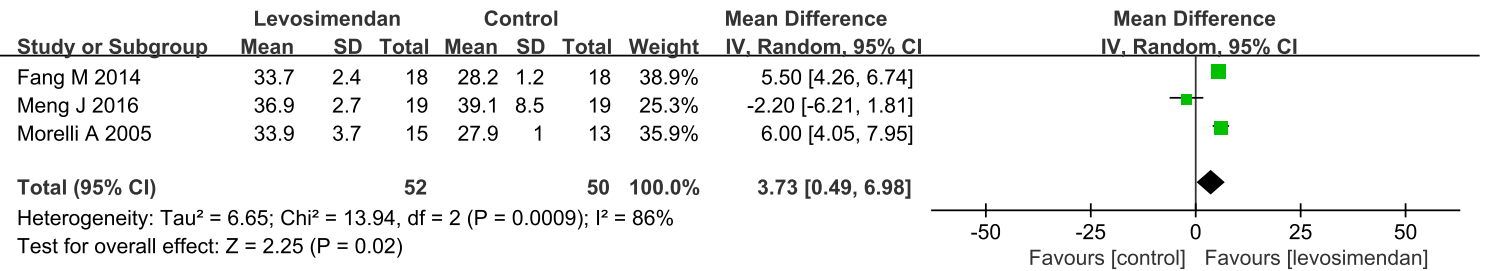 Levosimendan Control Mean Difference Mean Difference
Study or Subgroup Mean SD Total Mean SD Total Weight IV, Random, 95% CI IV, Random, 95% CI
Fang M 2014 33.7 2.4 18 28.2 1.2 18 38.9% 5.50 [4.26, 6.74]
Meng J 2016 36.9 2.7 19 39.1 8.5 19 25.3% -2.20 [-6.21, 1.81]
Morelli A 2005 33.9 3.7 15 27.9 1 13 35.9% 6.00 [4.05, 7.95]
Total (95% CI) 52 50 100.0% 3.73 [0.49, 6.98]
Heterogeneity: Tau² = 6.65; Chi² = 13.94, df = 2 (P = 0.0009); I² = 86%
Test for overall effect: Z = 2.25 (P = 0.02)
-50 -25 0 25 50
Favours [control] Favours [levosimendan]